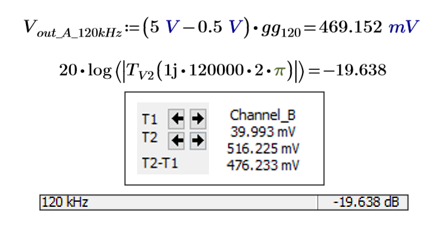 V_out_A_120kHz:=(5 V−0.5 V)·gg_120=469.152 mV
20·log(|T_V2(1j·120000·2·π)|)=−19.638
Channel_B
T1 39.993 mV
T2 516.225 mV
T2-T1 476.233 mV
120 kHz -19.638 dB